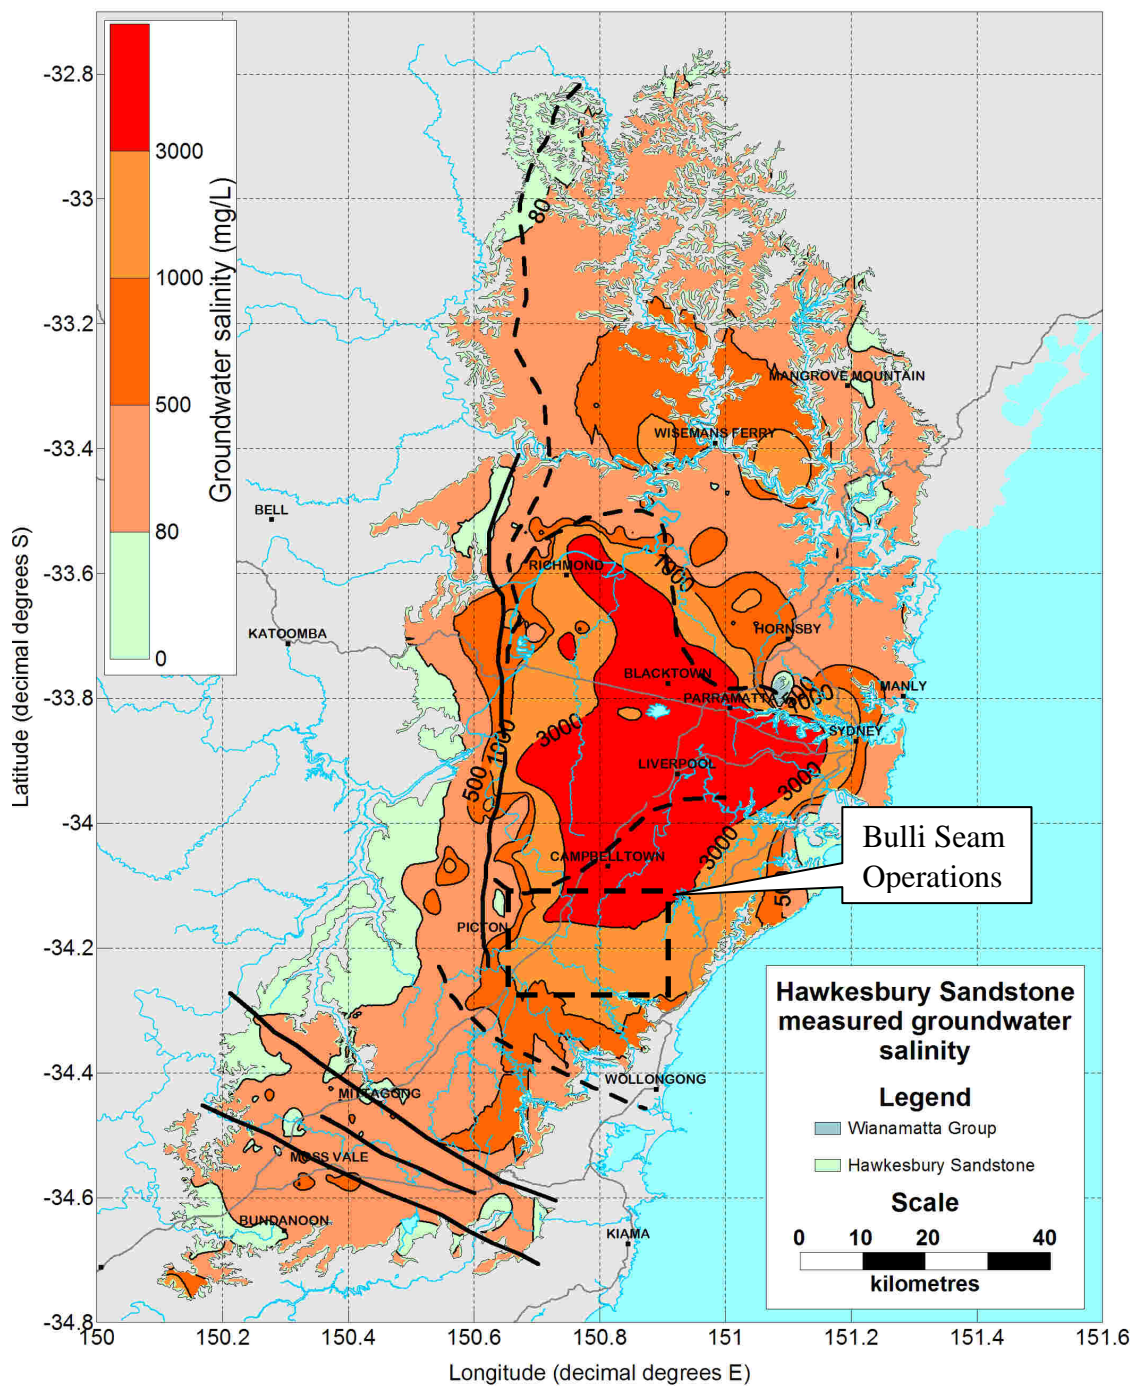 -32.8
-33
-33.2
-33.4
-33.6
-33.8
-34
-34.2
-34.4
-34.6
-34.8
Latitude (decimal degrees S)
150
150.2
150.4
150.6
150.8
151
151.2
151.4
151.6
Longitude (decimal degrees E)
3000
1000
500
80
0
Groundwater salinity (mg/L)
80
MANGROVE MOUNTAIN
WISEMANS FERRY
BELL
RICHMOND
1000
KATOOMBA
HORNSBY
BLACKTOWN
MANLY
PARRAMATTA
500
1000
SYDNEY
3000
1000
500
LIVERPOOL
3000
3000
CAMPBELLTOWN
500
PICTON
Bulli Seam
Operations
WOLLONGONG
MITTAGONG
MOSS VALE
BUNDANOON
KIAMA
Hawkesbury Sandstone
measured groundwater
salinity
Legend
Wianamatta Group
Hawkesbury Sandstone
Scale
0 10 20 40
kilometres